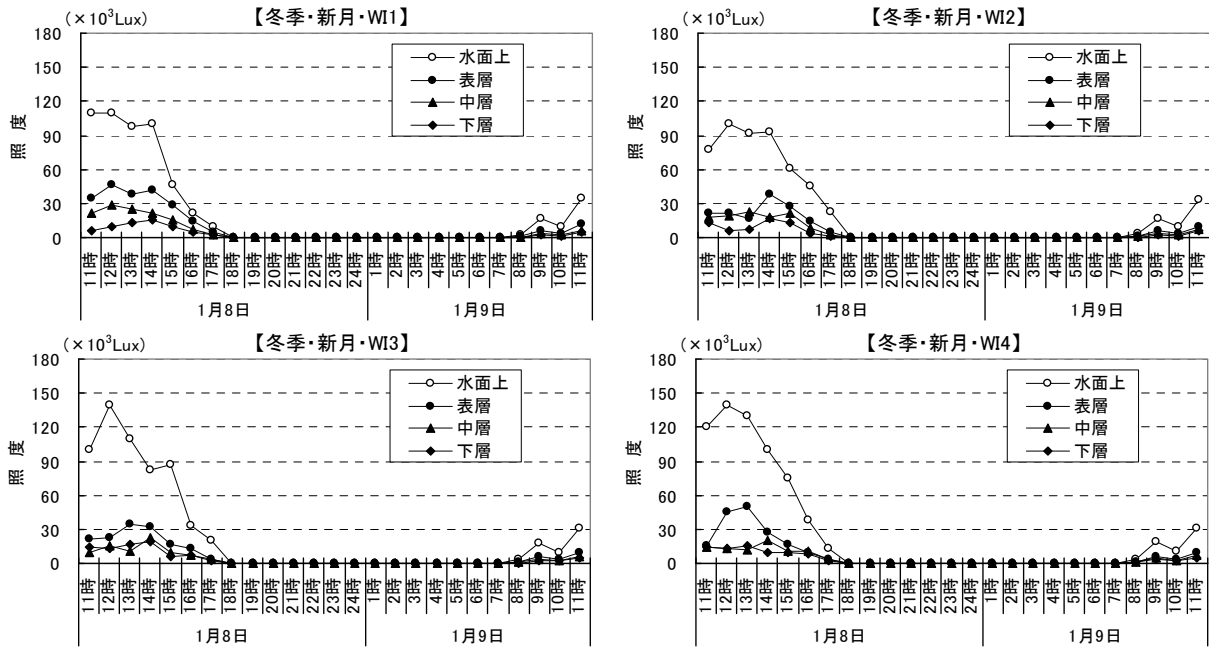 (×10³Lux) 【冬季・新月・WI1】
180
150
120
90
60
30
0
照 度
水面上
表層
中層
下層
11時 12時 13時 14時 15時 16時 17時 18時 19時 20時 21時 22時 23時 24時 1時 2時 3時 4時 5時 6時 7時 8時 9時 10時 11時
1月8日 1月9日
(×10³Lux) 【冬季・新月・WI2】
180
150
120
90
60
30
0
照 度
水面上
表層
中層
下層
11時 12時 13時 14時 15時 16時 17時 18時 19時 20時 21時 22時 23時 24時 1時 2時 3時 4時 5時 6時 7時 8時 9時 10時 11時
1月8日 1月9日
(×10³Lux) 【冬季・新月・WI3】
180
150
120
90
60
30
0
照 度
水面上
表層
中層
下層
11時 12時 13時 14時 15時 16時 17時 18時 19時 20時 21時 22時 23時 24時 1時 2時 3時 4時 5時 6時 7時 8時 9時 10時 11時
1月8日 1月9日
(×10³Lux) 【冬季・新月・WI4】
180
150
120
90
60
30
0
照 度
水面上
表層
中層
下層
11時 12時 13時 14時 15時 16時 17時 18時 19時 20時 21時 22時 23時 24時 1時 2時 3時 4時 5時 6時 7時 8時 9時 10時 11時
1月8日 1月9日